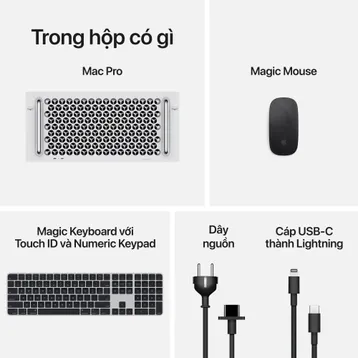 Trong hộp có gì
Mac Pro
Magic Mouse
Magic Keyboard với
Touch ID và Numeric Keypad
Dây
nguồn
Cáp USB-C
thành Lightning